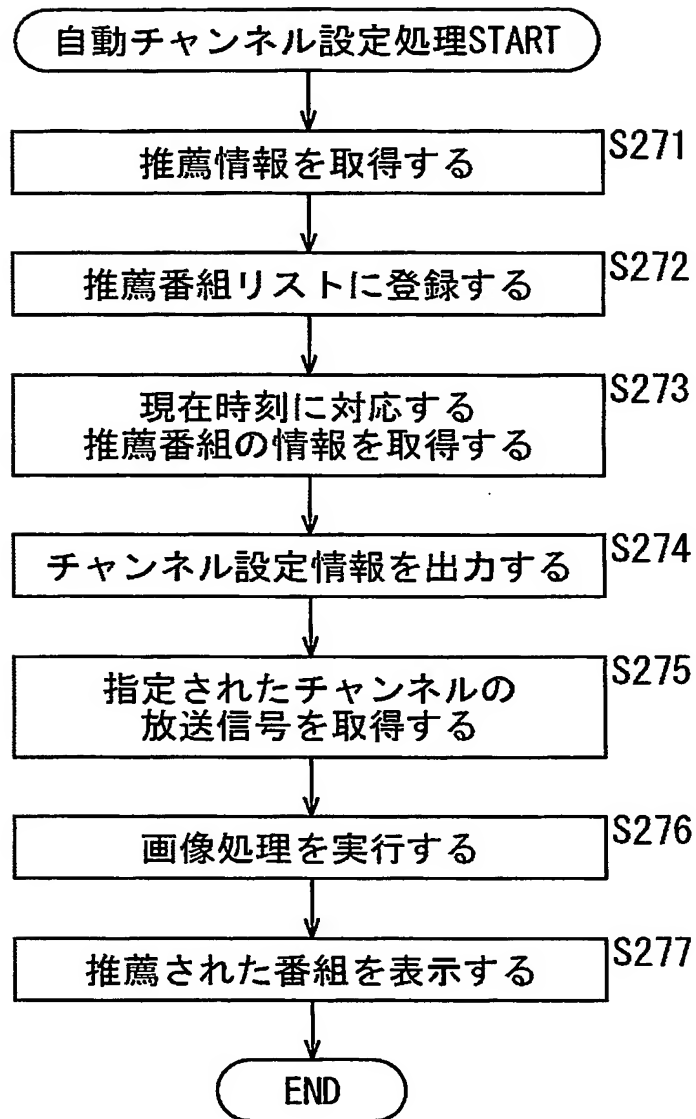 自動チャンネル設定処理START
S271
推薦情報を取得する
S272
推薦番組リストに登録する
S273
現在時刻に対応する
推薦番組の情報を取得する
S274
チャンネル設定情報を出力する
S275
指定されたチャンネルの
放送信号を取得する
S276
画像処理を実行する
S277
推薦された番組を表示する
END